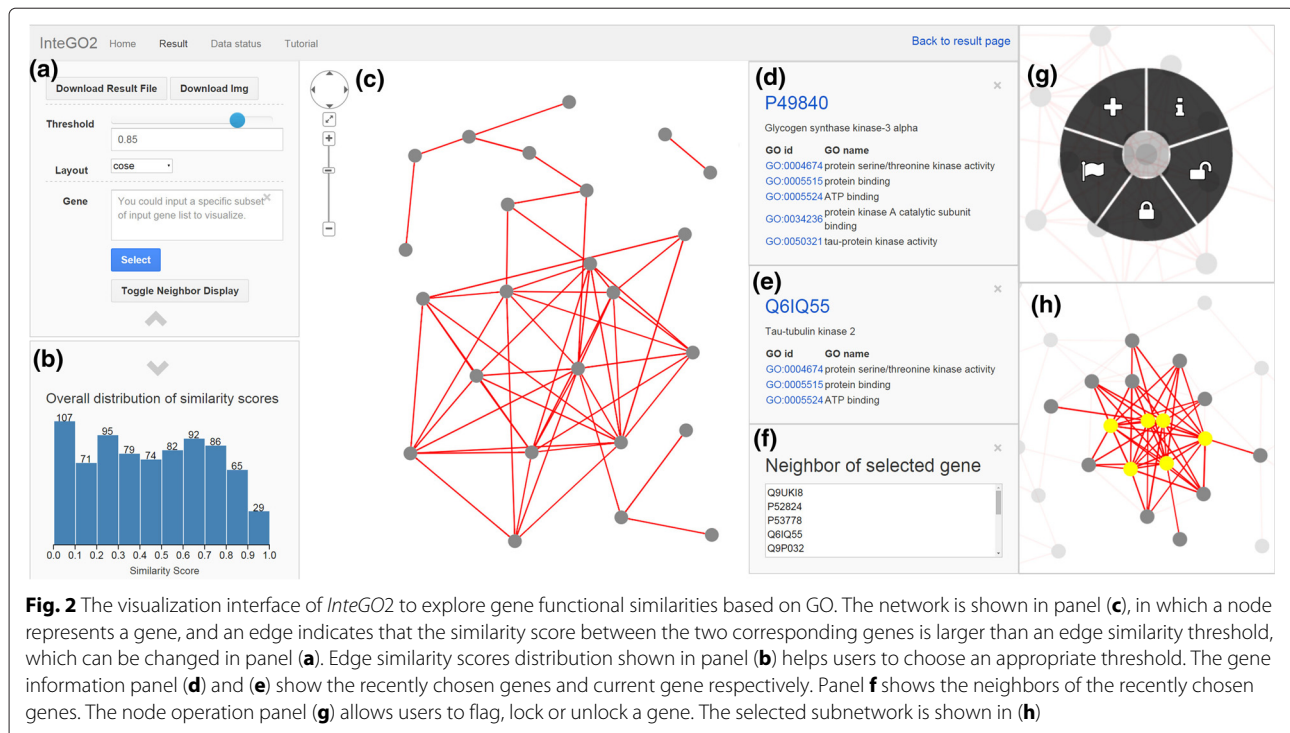 InteGO2 Home Result Data status Tutorial Back to result page
(a)
Download Result File Download Img
Threshold
0.85
Layout cose
Gene You could input a specific subset
of input gene list to visualize.
Select
Toggle Neighbor Display
(b)
Overall distribution of similarity scores
107 71 95 79 74 82 92 86 65 29
0.0 0.1 0.2 0.3 0.4 0.5 0.6 0.7 0.8 0.9 1.0
Similarity Score
(c)
(d)
P49840
Glycogen synthase kinase-3 alpha
GO id GO name
GO:0004674 protein serine/threonine kinase activity
GO:0005515 protein binding
GO:0005524 ATP binding
GO:0034236 protein kinase A catalytic subunit
binding
GO:0050321 tau-protein kinase activity
(e)
Q6IQ55
Tau-tubulin kinase 2
GO id GO name
GO:0004674 protein serine/threonine kinase activity
GO:0005515 protein binding
GO:0005524 ATP binding
(f)
Neighbor of selected gene
Q9UKI8
P52824
P53778
Q6IQ55
Q9P032
(g)
(h)
Fig. 2 The visualization interface of InteGO2 to explore gene functional similarities based on GO. The network is shown in panel (c), in which a node
represents a gene, and an edge indicates that the similarity score between the two corresponding genes is larger than an edge similarity threshold,
which can be changed in panel (a). Edge similarity scores distribution shown in panel (b) helps users to choose an appropriate threshold. The gene
information panel (d) and (e) show the recently chosen genes and current gene respectively. Panel f shows the neighbors of the recently chosen
genes. The node operation panel (g) allows users to flag, lock or unlock a gene. The selected subnetwork is shown in (h)